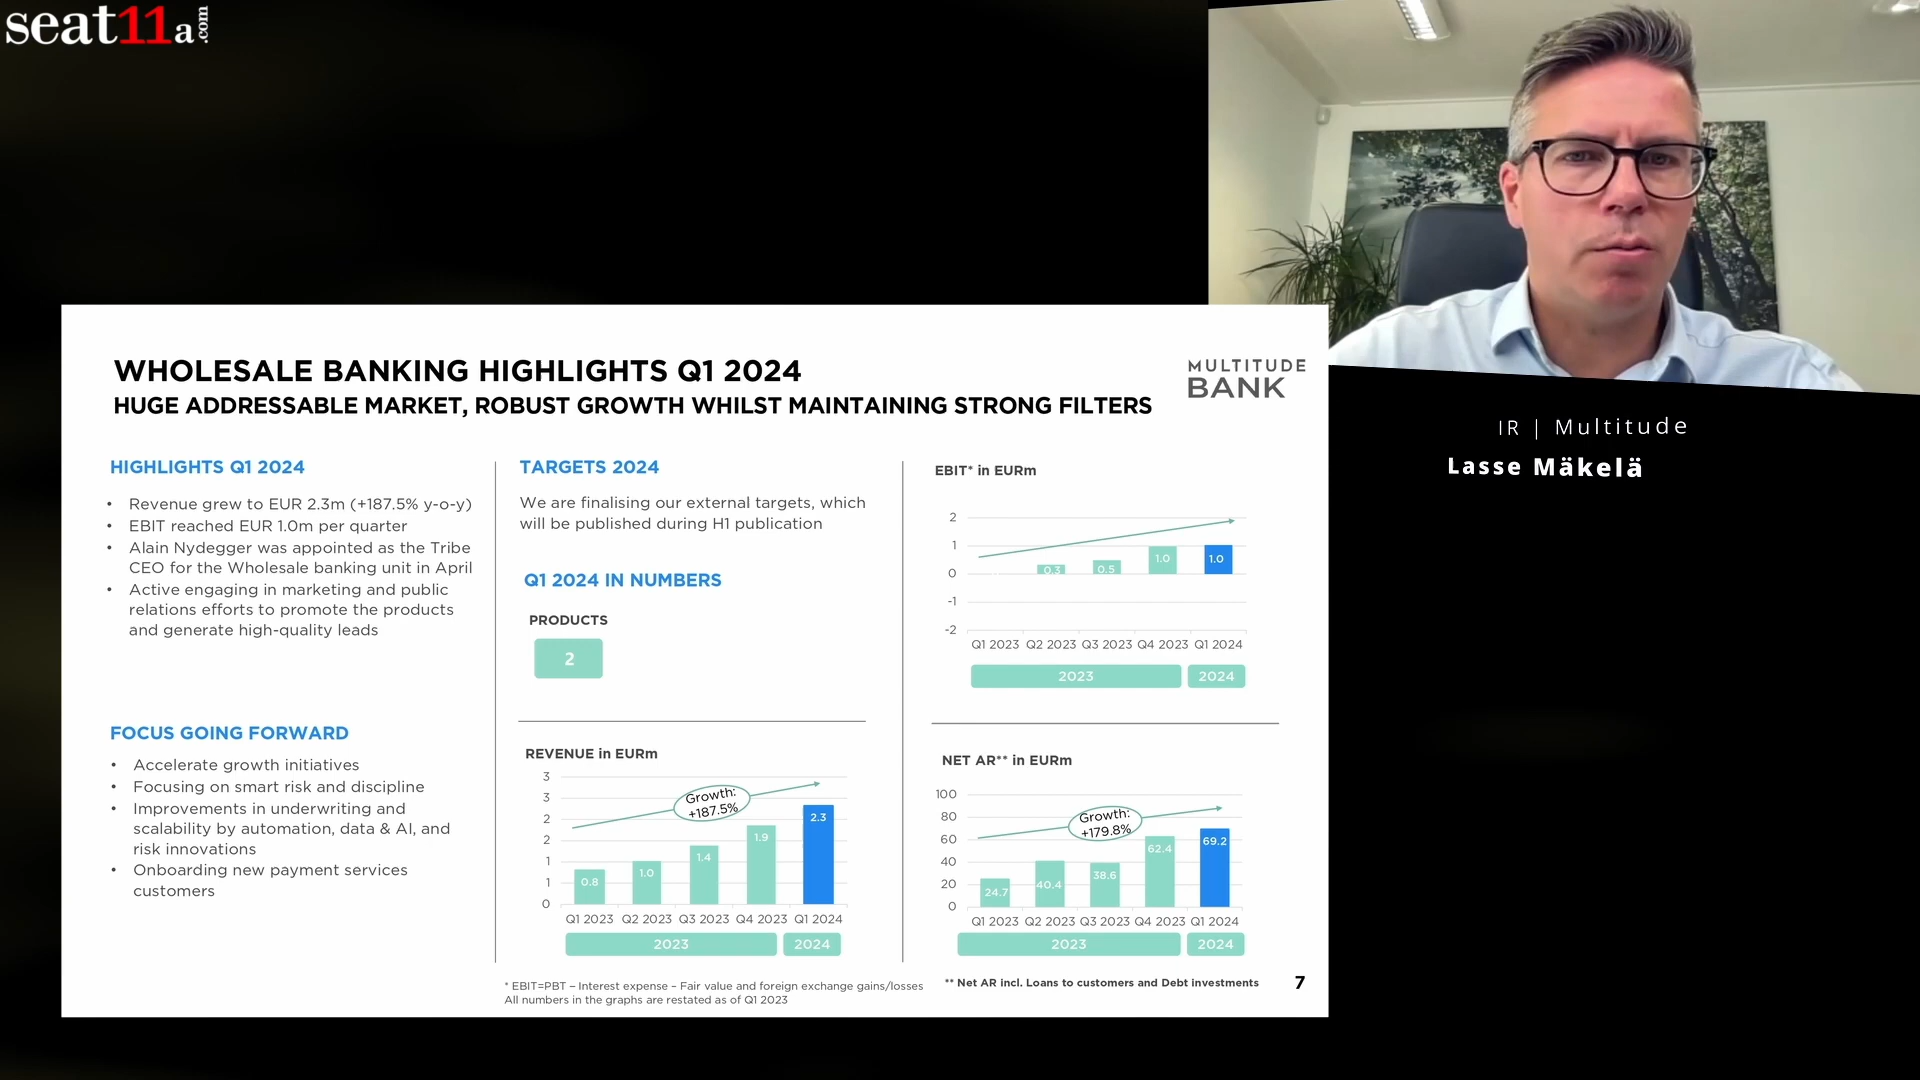 seat11a.com
IR | Multitude
Lasse Mäkelä
WHOLESALE BANKING HIGHLIGHTS Q1 2024
HUGE ADDRESSABLE MARKET, ROBUST GROWTH WHILST MAINTAINING STRONG FILTERS
MULTITUDE
BANK
HIGHLIGHTS Q1 2024
• Revenue grew to EUR 2.3m (+187.5% y-o-y)
• EBIT reached EUR 1.0m per quarter
• Alain Nydegger was appointed as the Tribe
CEO for the Wholesale banking unit in April
• Active engaging in marketing and public
relations efforts to promote the products
and generate high-quality leads
FOCUS GOING FORWARD
• Accelerate growth initiatives
• Focusing on smart risk and discipline
• Improvements in underwriting and
scalability by automation, data & AI, and
risk innovations
• Onboarding new payment services
customers
TARGETS 2024
We are finalising our external targets, which
will be published during H1 publication
Q1 2024 IN NUMBERS
PRODUCTS
2
REVENUE in EURm
3
3
2
2
1
1
0
Growth:
+187.5%
0.8 1.0 1.4 1.9 2.3
Q1 2023 Q2 2023 Q3 2023 Q4 2023 Q1 2024
2023 2024
EBIT* in EURm
2
1
0
-1
-2
0.3 0.5 1.0 1.0
Q1 2023 Q2 2023 Q3 2023 Q4 2023 Q1 2024
2023 2024
NET AR** in EURm
100
80
60
40
20
0
Growth:
+179.8%
24.7 40.4 38.6 62.4 69.2
Q1 2023 Q2 2023 Q3 2023 Q4 2023 Q1 2024
2023 2024
* EBIT=PBT – Interest expense – Fair value and foreign exchange gains/losses
All numbers in the graphs are restated as of Q1 2023
** Net AR incl. Loans to customers and Debt investments
7